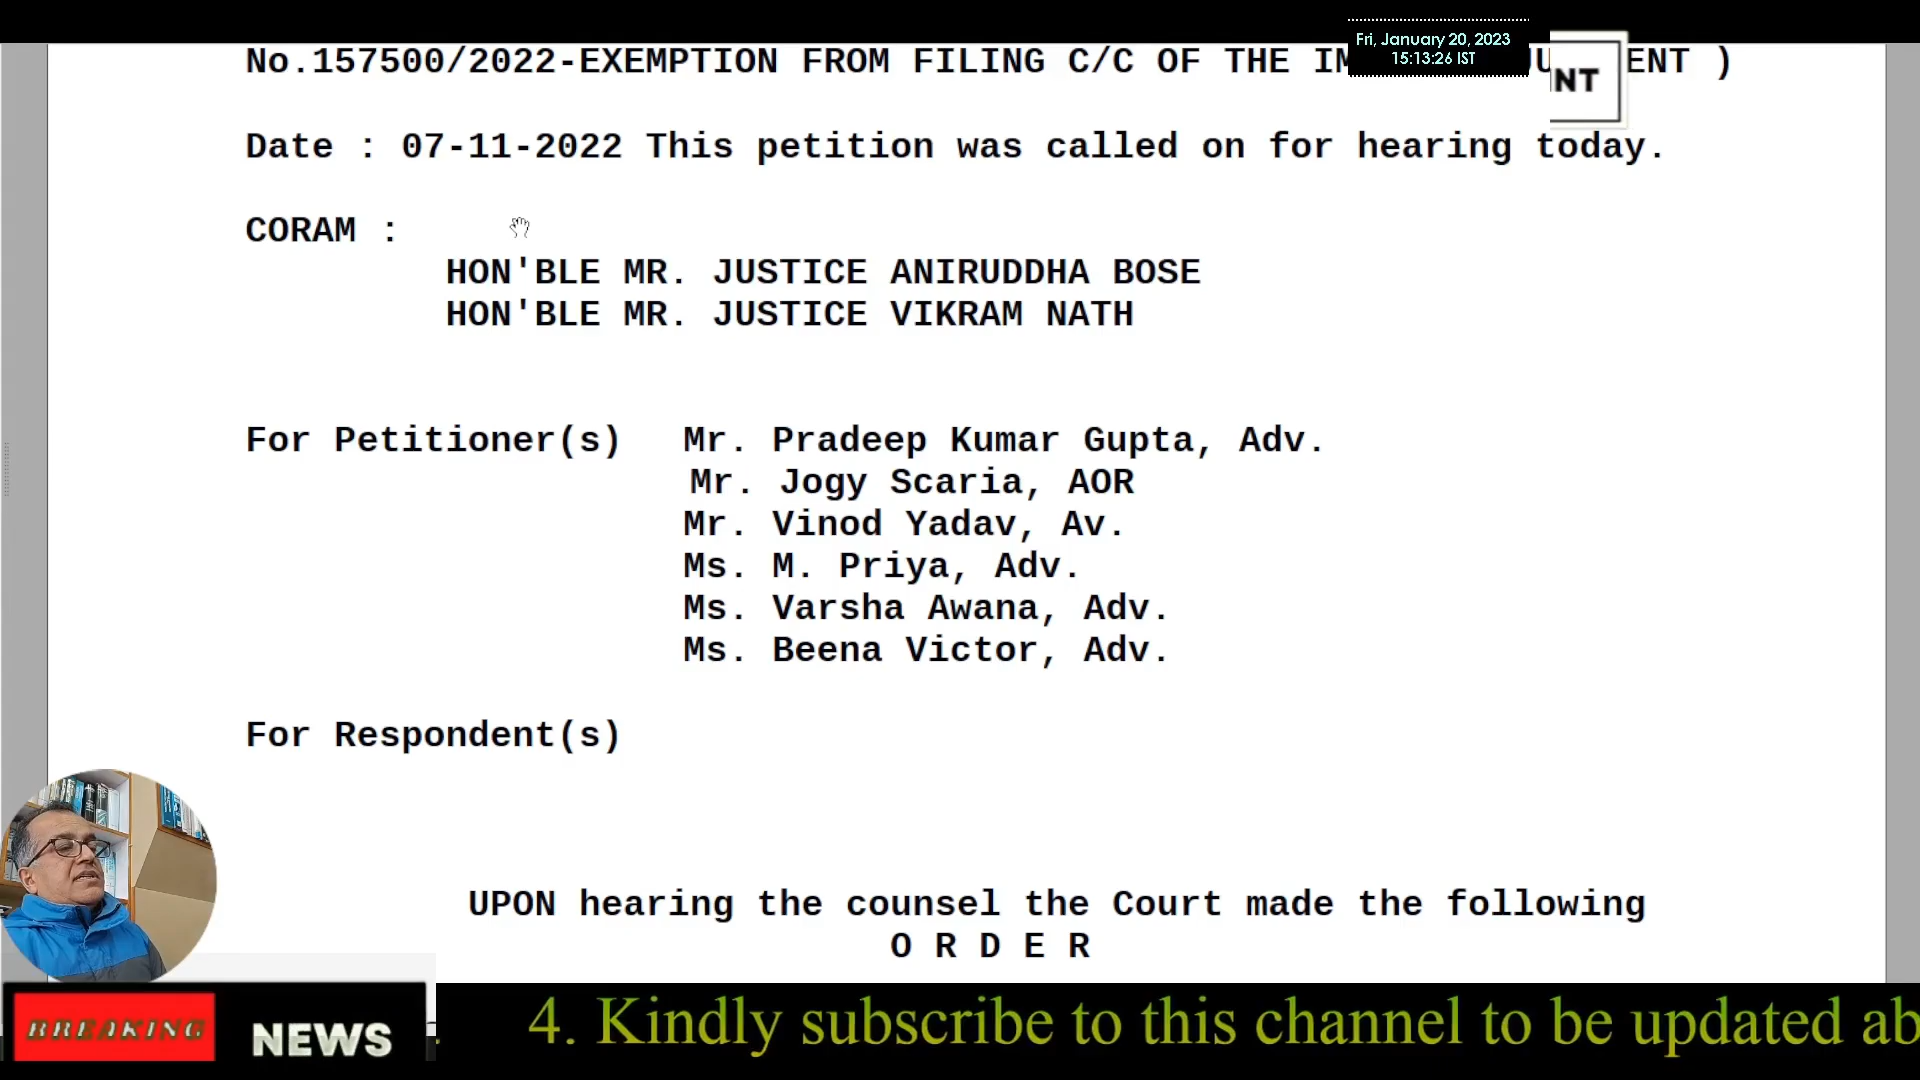 Fri, January 20, 2023
15:13:26 IST
No.157500/2022-EXEMPTION FROM FILING C/C OF THE ENT )
NT
Date : 07-11-2022 This petition was called on for hearing today.
CORAM :
HON'BLE MR. JUSTICE ANIRUDDHA BOSE
HON'BLE MR. JUSTICE VIKRAM NATH
For Petitioner(s) Mr. Pradeep Kumar Gupta, Adv.
Mr. Jogy Scaria, AOR
Mr. Vinod Yadav, Av.
Ms. M. Priya, Adv.
Ms. Varsha Awana, Adv.
Ms. Beena Victor, Adv.
For Respondent(s)
UPON hearing the counsel the Court made the following
O R D E R
BREAKING NEWS
4. Kindly subscribe to this channel to be updated ab